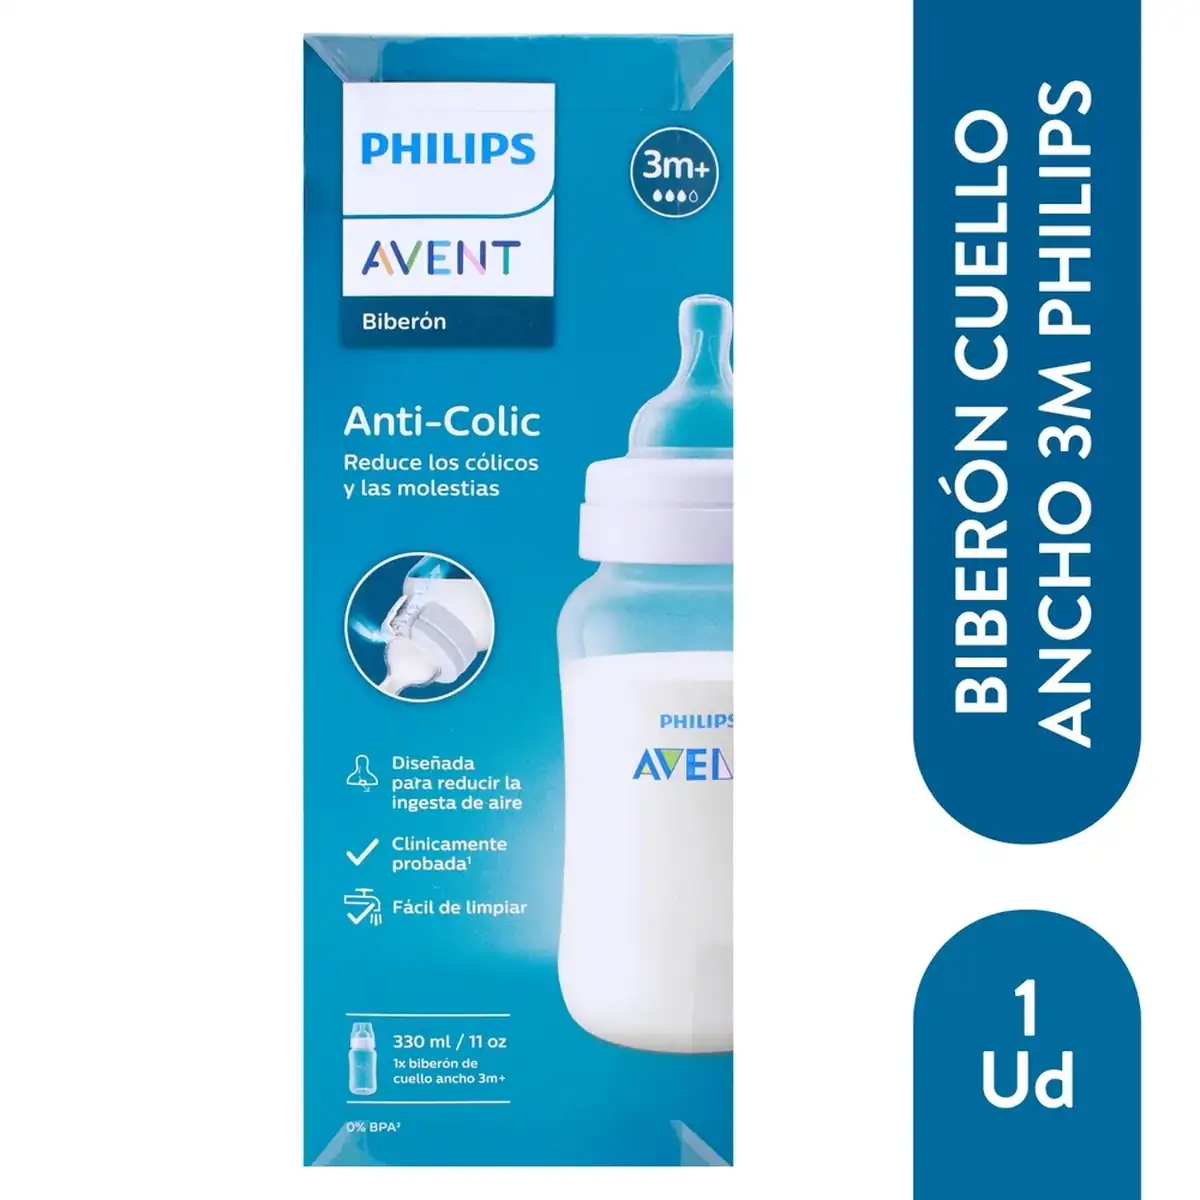 PHILIPS
AVENT
Biberón
3m+
Anti-Colic
Reduce los cólicos
y las molestias
PHILIPS
AVEN
Diseñada
para reducir la
ingesta de aire
Clínicamente
probada¹
Fácil de limpiar
330 ml / 11 oz
1x biberón de
cuello ancho 3m+
0% BPA²
BIBERÓN CUELLO
ANCHO 3M PHILIPS
1
Ud